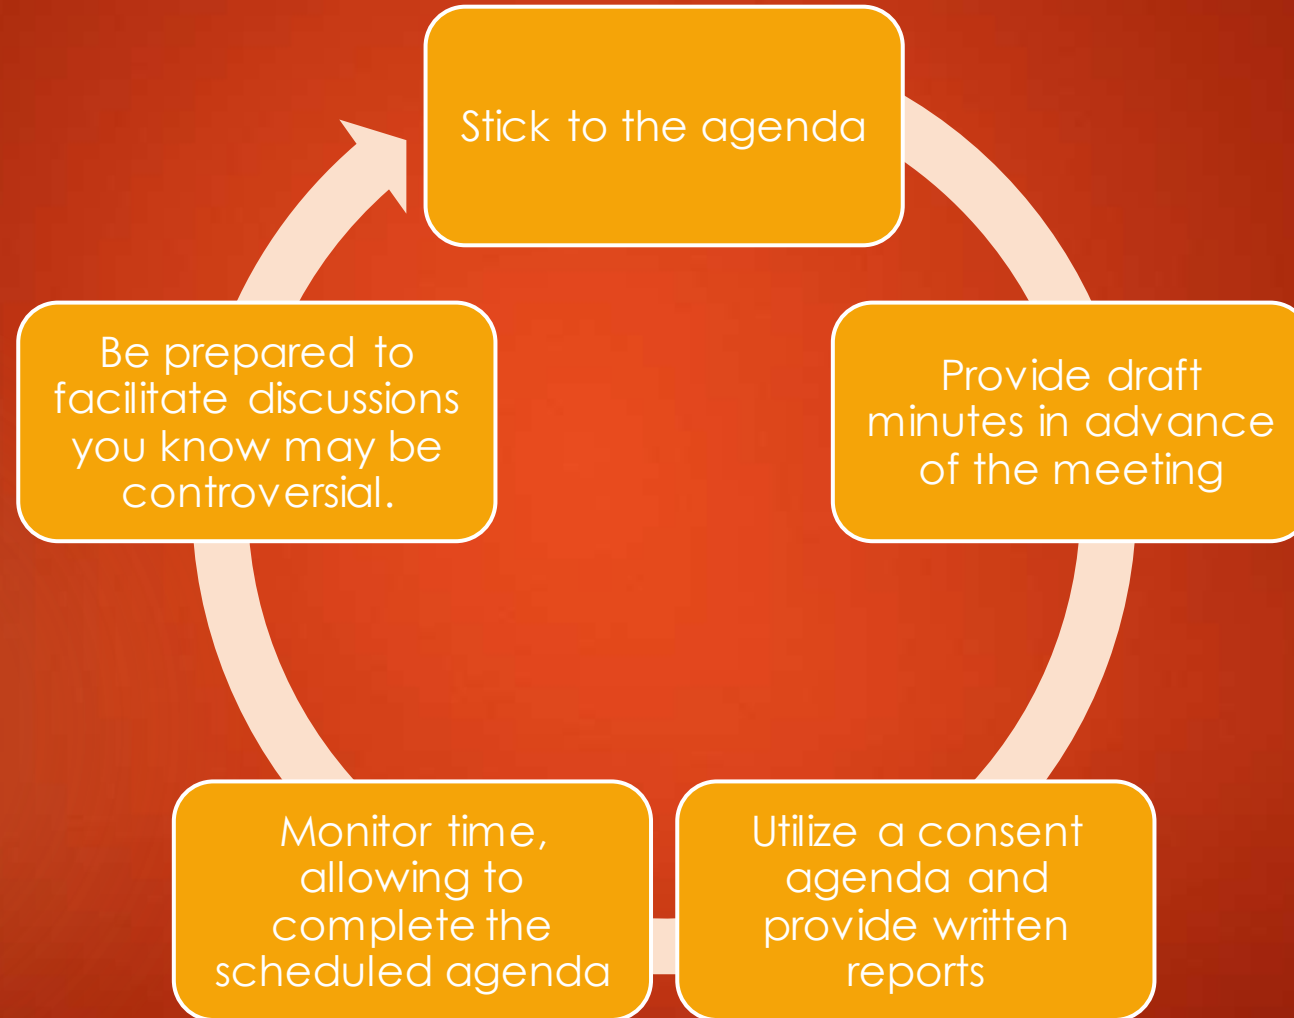 Stick to the agenda
Provide draft
minutes in advance
of the meeting
Utilize a consent
agenda and
provide written
reports
Monitor time,
allowing to
complete the
scheduled agenda
Be prepared to
facilitate discussions
you know may be
controversial.